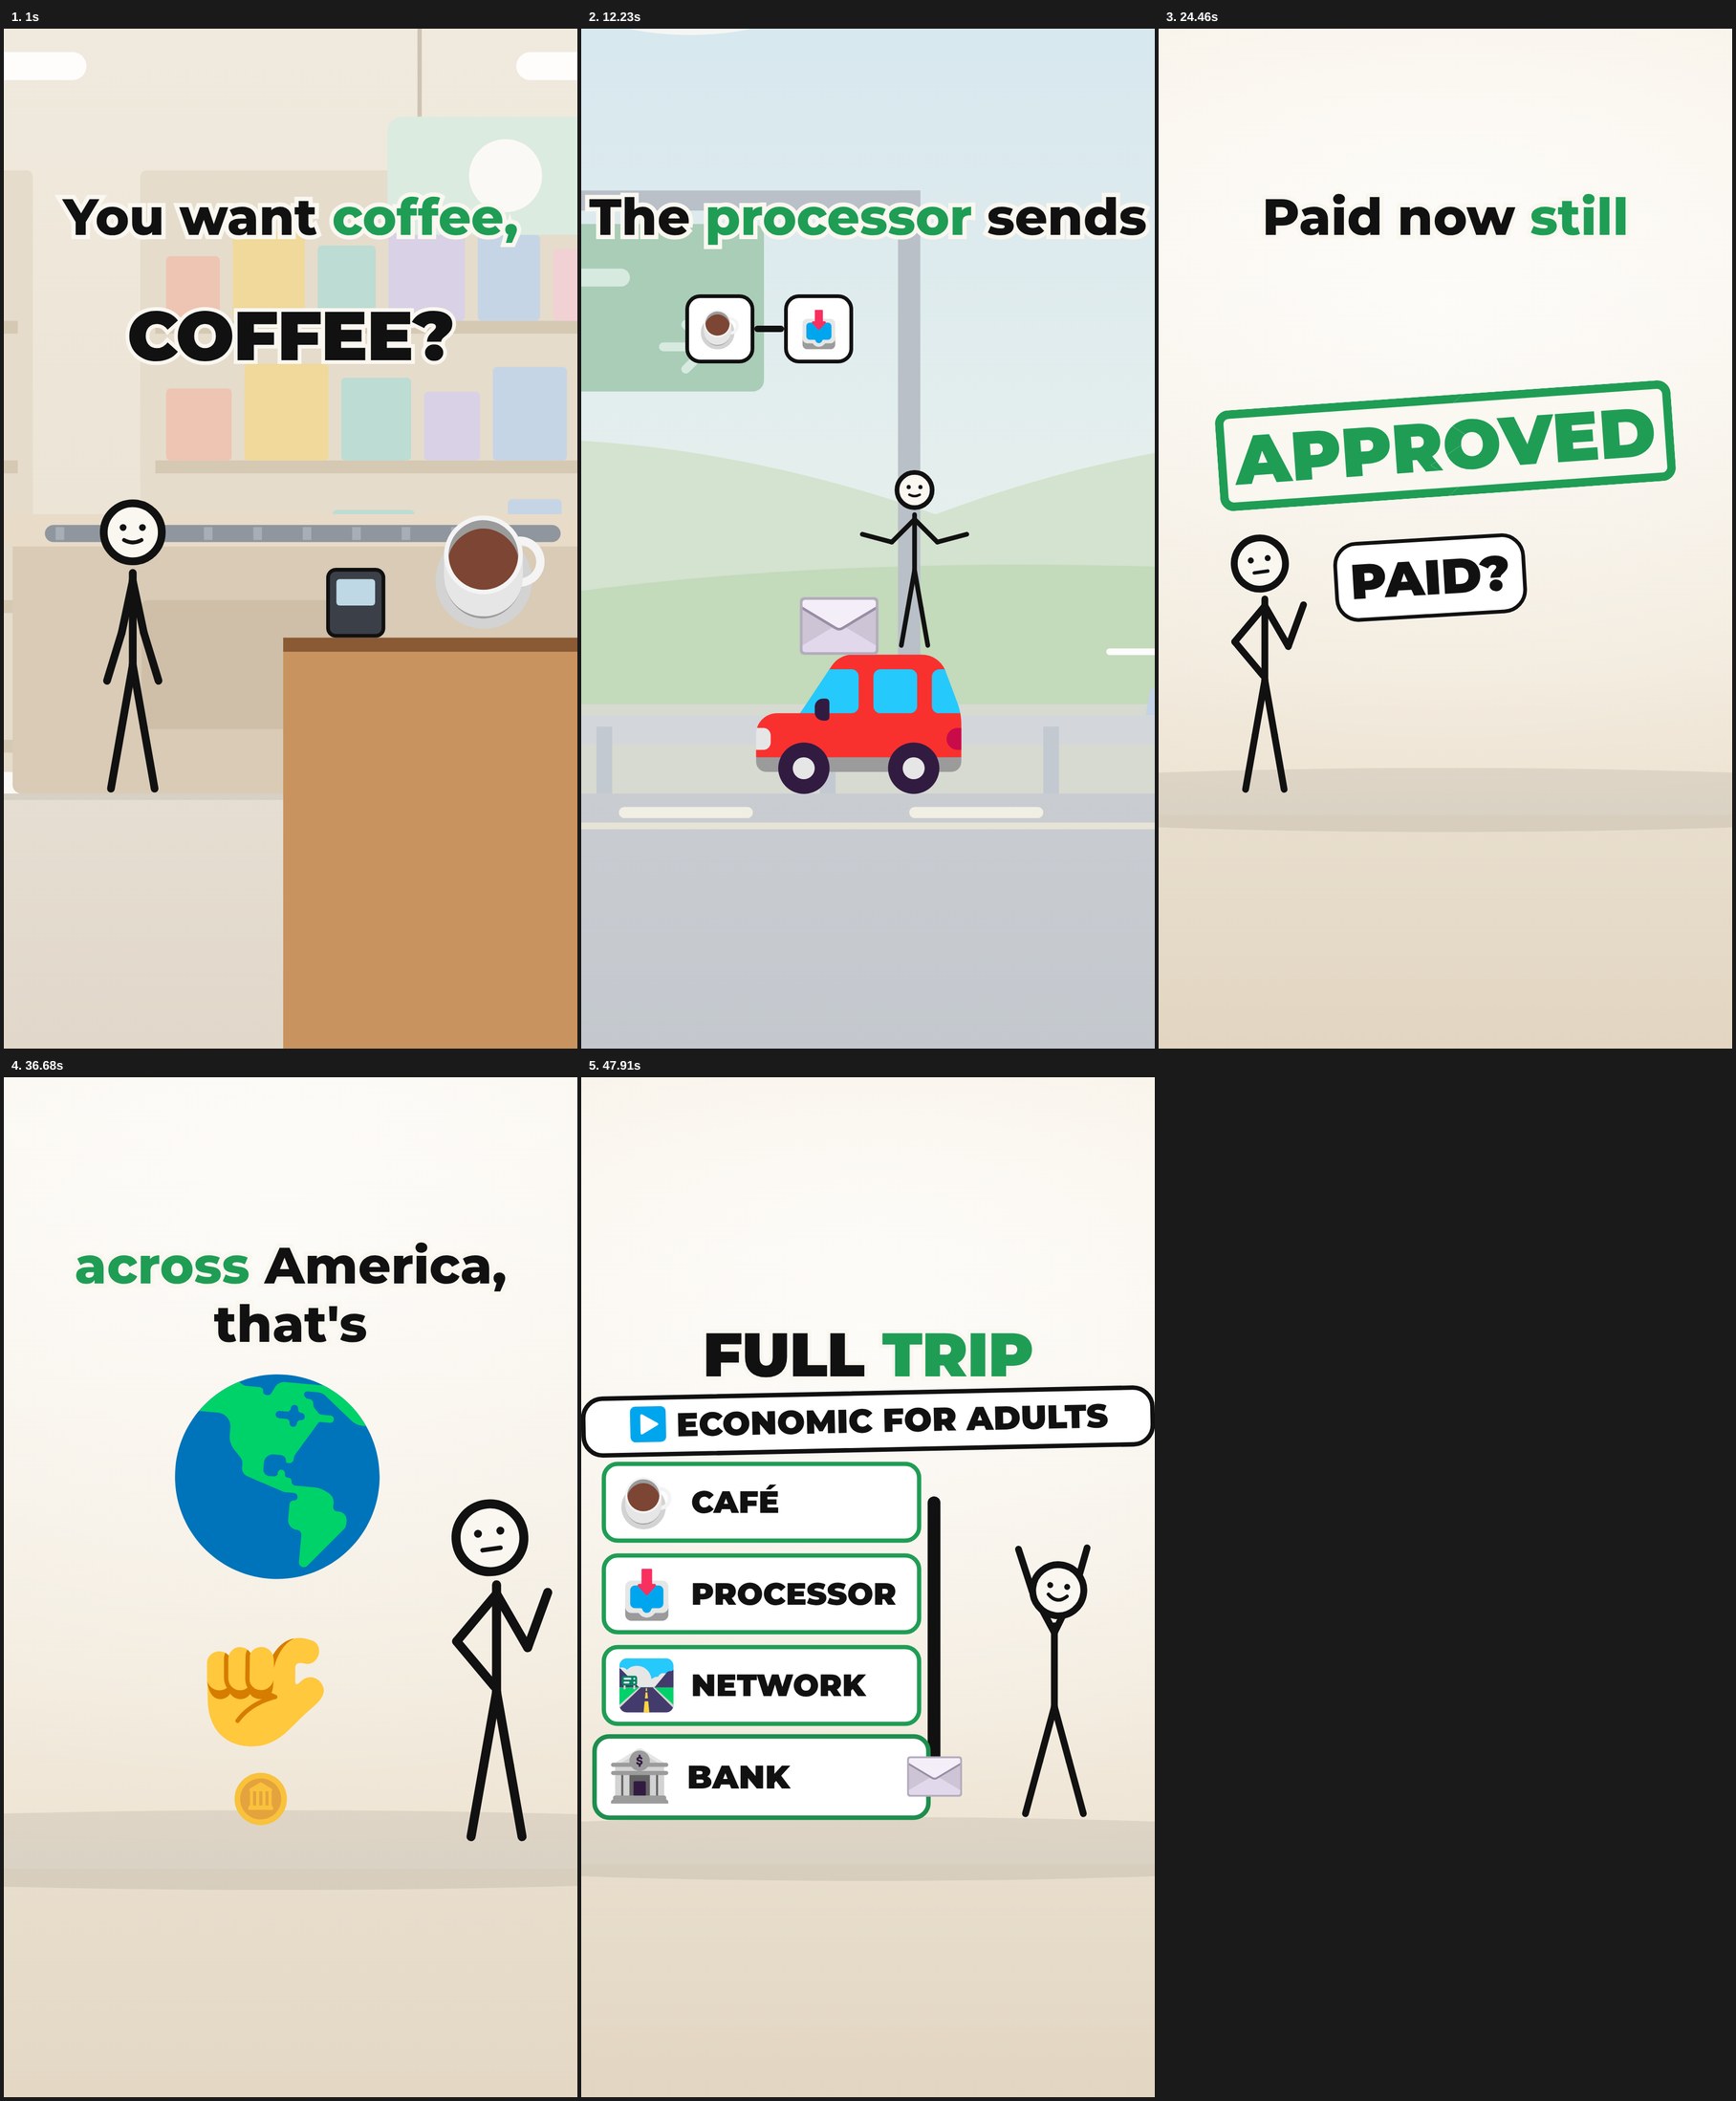 1. 1s
You want coffee,
COFFEE?
2. 12.23s
The processor sends
3. 24.46s
Paid now still
APPROVED
PAID?
4. 36.68s
across America,
that's
5. 47.91s
FULL TRIP
ECONOMIC FOR ADULTS
CAFÉ
PROCESSOR
NETWORK
BANK